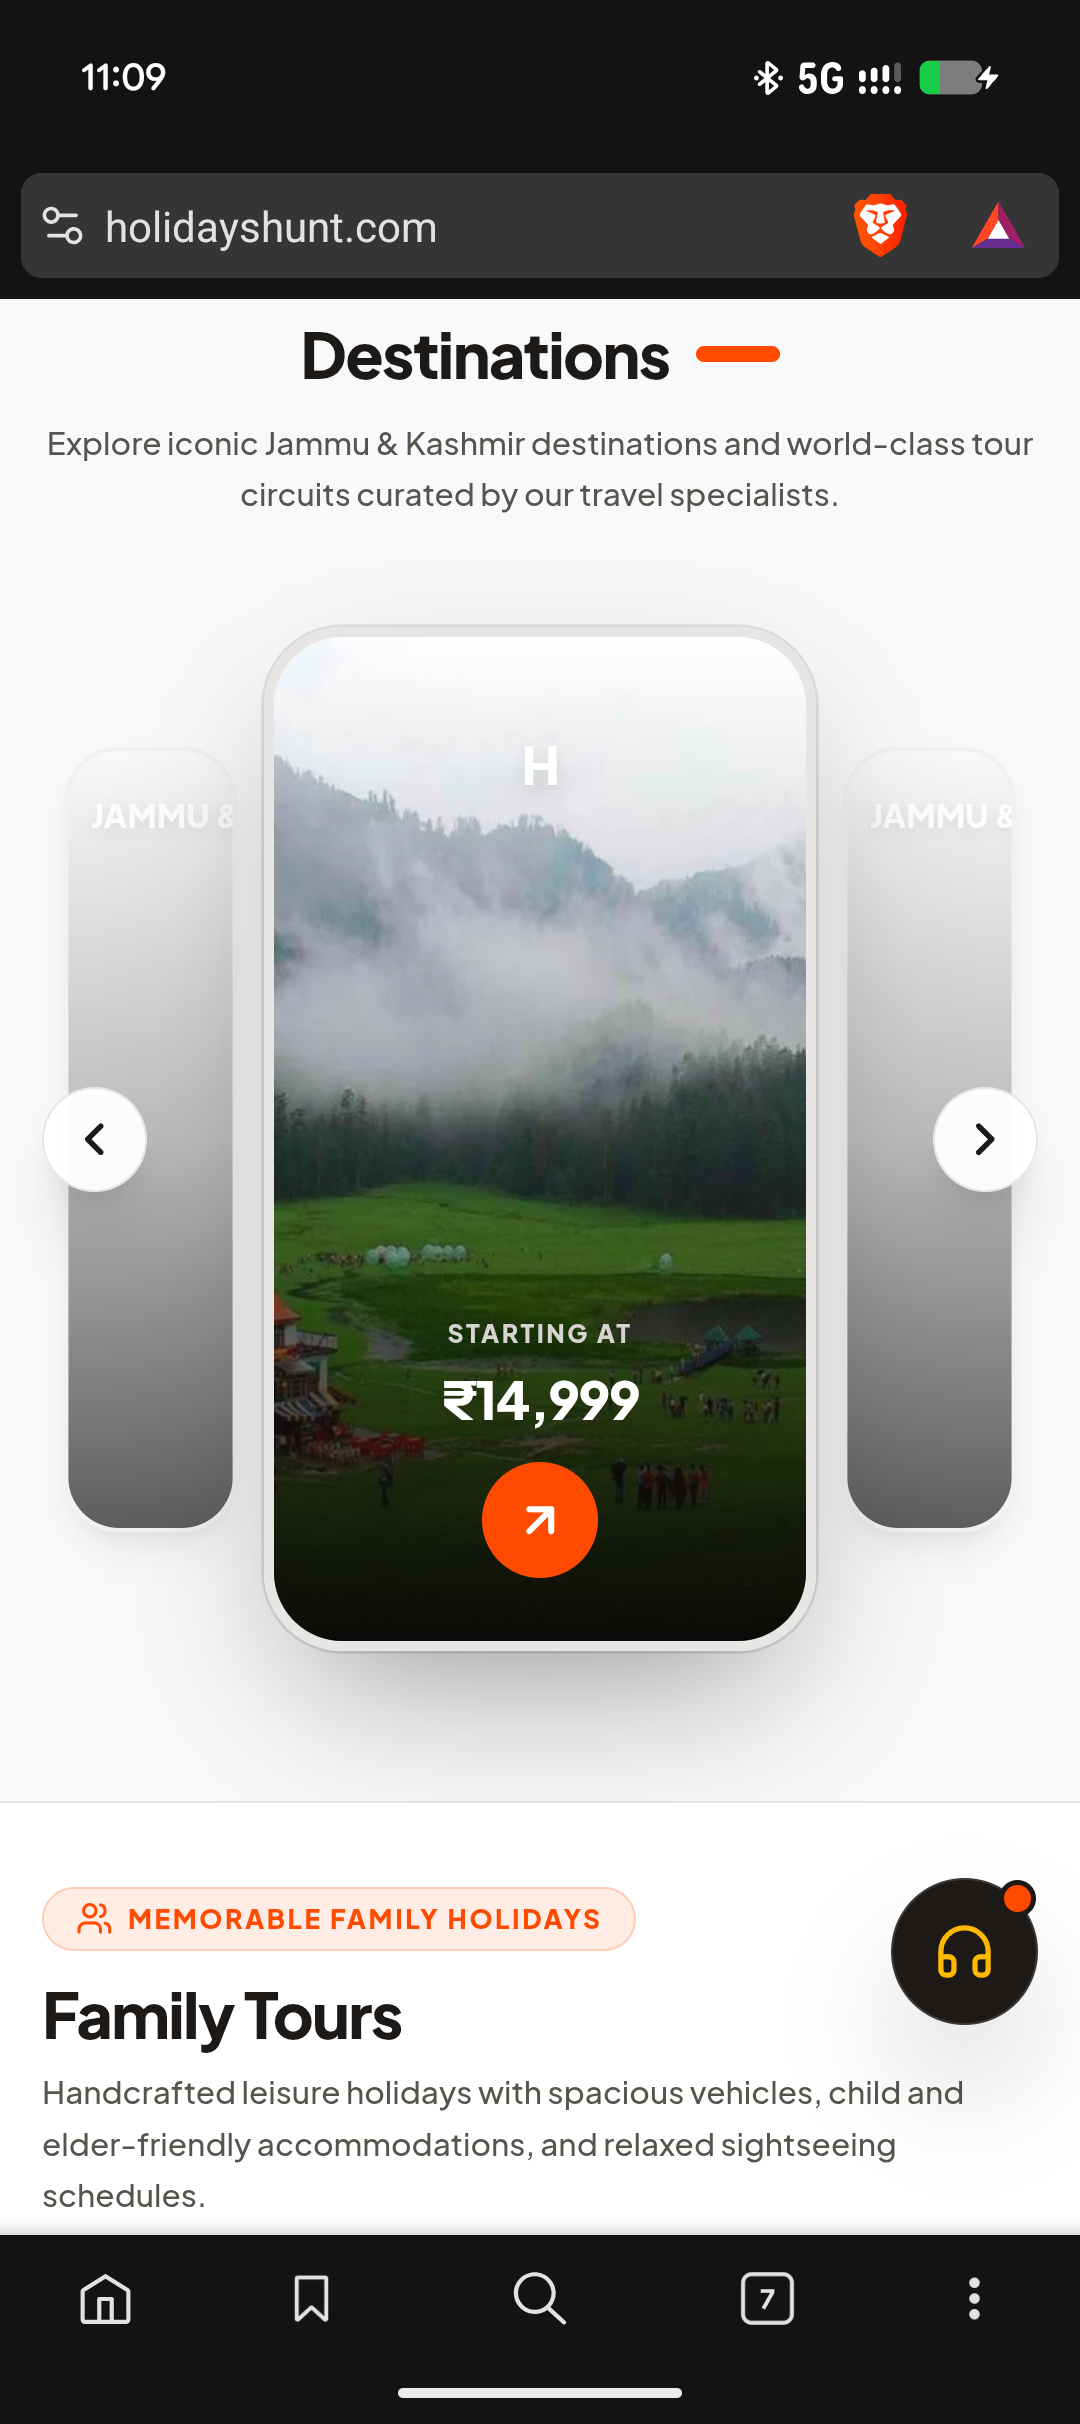 11:09
5G
holidayshunt.com
Destinations
Explore iconic Jammu & Kashmir destinations and world-class tour
circuits curated by our travel specialists.
H
JAMMU &
JAMMU &
STARTING AT
₹14,999
MEMORABLE FAMILY HOLIDAYS
Family Tours
Handcrafted leisure holidays with spacious vehicles, child and
elder-friendly accommodations, and relaxed sightseeing
schedules.
7